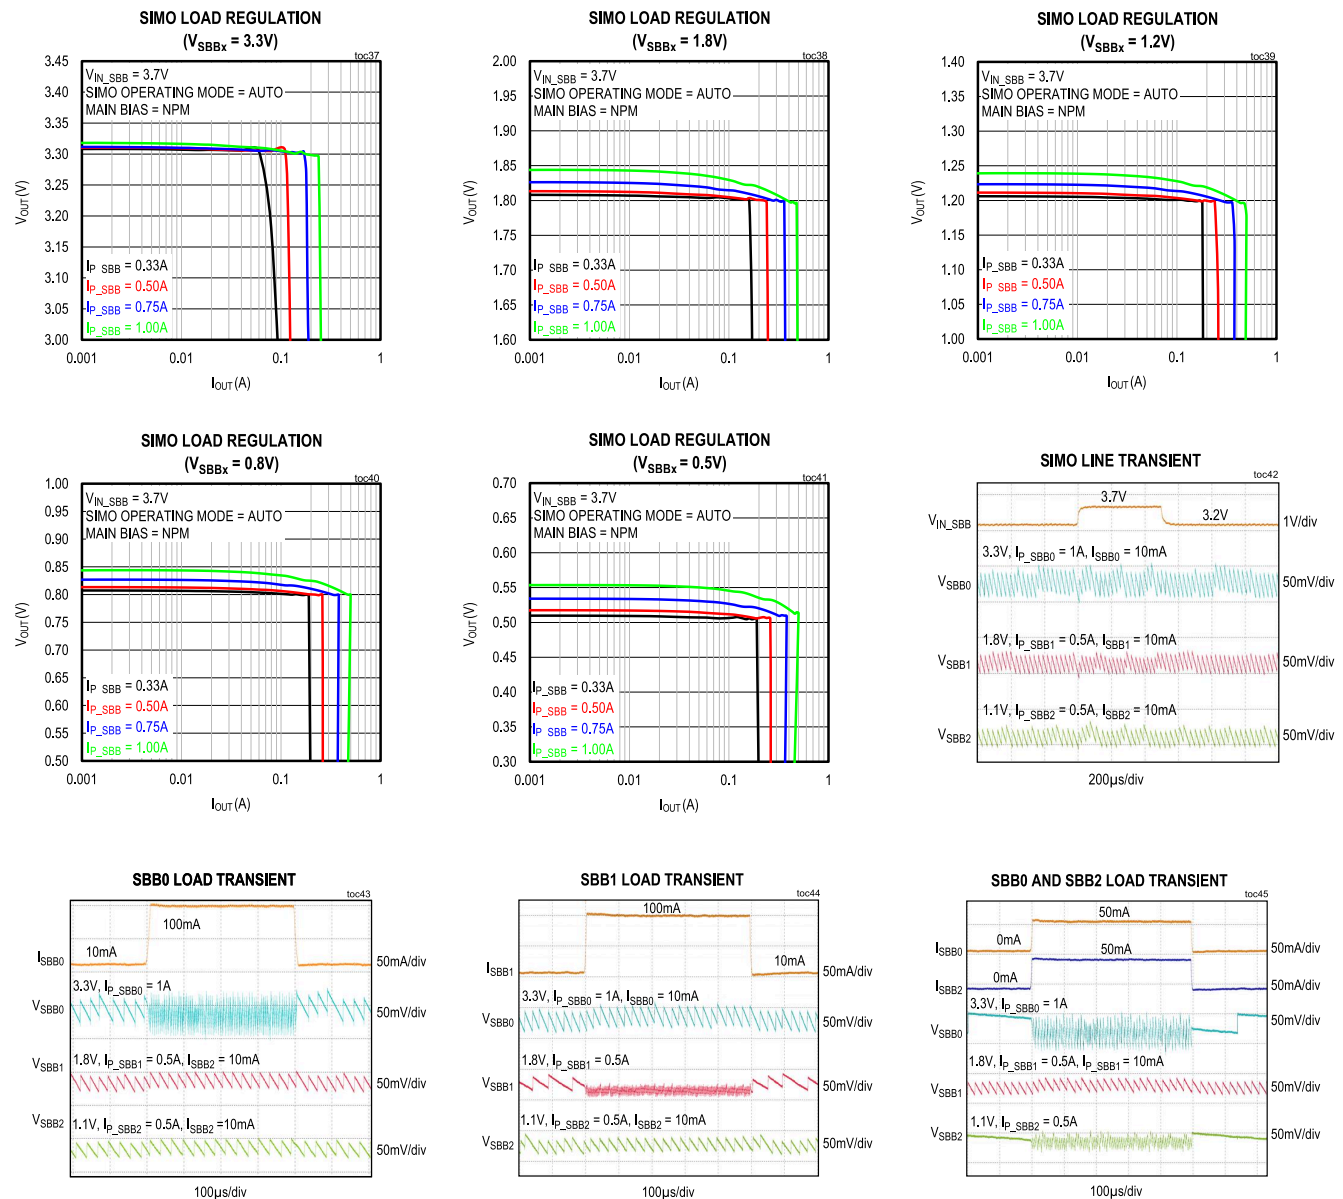 SIMO LOAD REGULATION
(VSBBx = 3.3V)
toc37
VIN_SBB = 3.7V
SIMO OPERATING MODE = AUTO
MAIN BIAS = NPM
3.45
3.40
3.35
3.30
3.25
3.20
3.15
3.10
3.05
3.00
VOUT (V)
IP_SBB = 0.33A
IP_SBB = 0.50A
IP_SBB = 0.75A
IP_SBB = 1.00A
0.001 0.01 0.1 1
IOUT (A)
SIMO LOAD REGULATION
(VSBBx = 1.8V)
toc38
VIN_SBB = 3.7V
SIMO OPERATING MODE = AUTO
MAIN BIAS = NPM
2.00
1.95
1.90
1.85
1.80
1.75
1.70
1.65
1.60
VOUT (V)
IP_SBB = 0.33A
IP_SBB = 0.50A
IP_SBB = 0.75A
IP_SBB = 1.00A
0.001 0.01 0.1 1
IOUT (A)
SIMO LOAD REGULATION
(VSBBx = 1.2V)
toc39
VIN_SBB = 3.7V
SIMO OPERATING MODE = AUTO
MAIN BIAS = NPM
1.40
1.35
1.30
1.25
1.20
1.15
1.10
1.05
1.00
VOUT (V)
IP_SBB = 0.33A
IP_SBB = 0.50A
IP_SBB = 0.75A
IP_SBB = 1.00A
0.001 0.01 0.1 1
IOUT (A)
SIMO LOAD REGULATION
(VSBBx = 0.8V)
toc40
VIN_SBB = 3.7V
SIMO OPERATING MODE = AUTO
MAIN BIAS = NPM
1.00
0.95
0.90
0.85
0.80
0.75
0.70
0.65
0.60
0.55
0.50
VOUT (V)
IP_SBB = 0.33A
IP_SBB = 0.50A
IP_SBB = 0.75A
IP_SBB = 1.00A
0.001 0.01 0.1 1
IOUT (A)
SIMO LOAD REGULATION
(VSBBx = 0.5V)
toc41
VIN_SBB = 3.7V
SIMO OPERATING MODE = AUTO
MAIN BIAS = NPM
0.70
0.65
0.60
0.55
0.50
0.45
0.40
0.35
0.30
VOUT (V)
IP_SBB = 0.33A
IP_SBB = 0.50A
IP_SBB = 0.75A
IP_SBB = 1.00A
0.001 0.01 0.1 1
IOUT (A)
SIMO LINE TRANSIENT
toc42
3.7V
3.2V
VIN_SBB 1V/div
3.3V, IP_SBB0 = 1A, ISBB0 = 10mA
VSBB0 50mV/div
1.8V, IP_SBB1 = 0.5A, ISBB1 = 10mA
VSBB1 50mV/div
1.1V, IP_SBB2 = 0.5A, ISBB2 = 10mA
VSBB2 50mV/div
200µs/div
SBB0 LOAD TRANSIENT
toc43
100mA
10mA
ISBB0 50mA/div
3.3V, IP_SBB0 = 1A
VSBB0 50mV/div
1.8V, IP_SBB1 = 0.5A, ISBB2 = 10mA
VSBB1 50mV/div
1.1V, IP_SBB2 = 0.5A, ISBB2 =10mA
VSBB2 50mV/div
100µs/div
SBB1 LOAD TRANSIENT
toc44
100mA
10mA
ISBB1 50mA/div
3.3V, IP_SBB0 = 1A, ISBB0 = 10mA
VSBB0 50mV/div
1.8V, IP_SBB1 = 0.5A
VSBB1 50mV/div
1.1V, IP_SBB2 = 0.5A, ISBB2 = 10mA
VSBB2 50mV/div
100µs/div
SBB0 AND SBB2 LOAD TRANSIENT
toc45
50mA
0mA
ISBB0 50mA/div
50mA
0mA
ISBB2 50mA/div
3.3V, IP_SBB0 = 1A
VSBB0 50mV/div
1.8V, IP_SBB1 = 0.5A, IP_SBB1 = 10mA
VSBB1 50mV/div
1.1V, IP_SBB2 = 0.5A
VSBB2 50mV/div
100µs/div